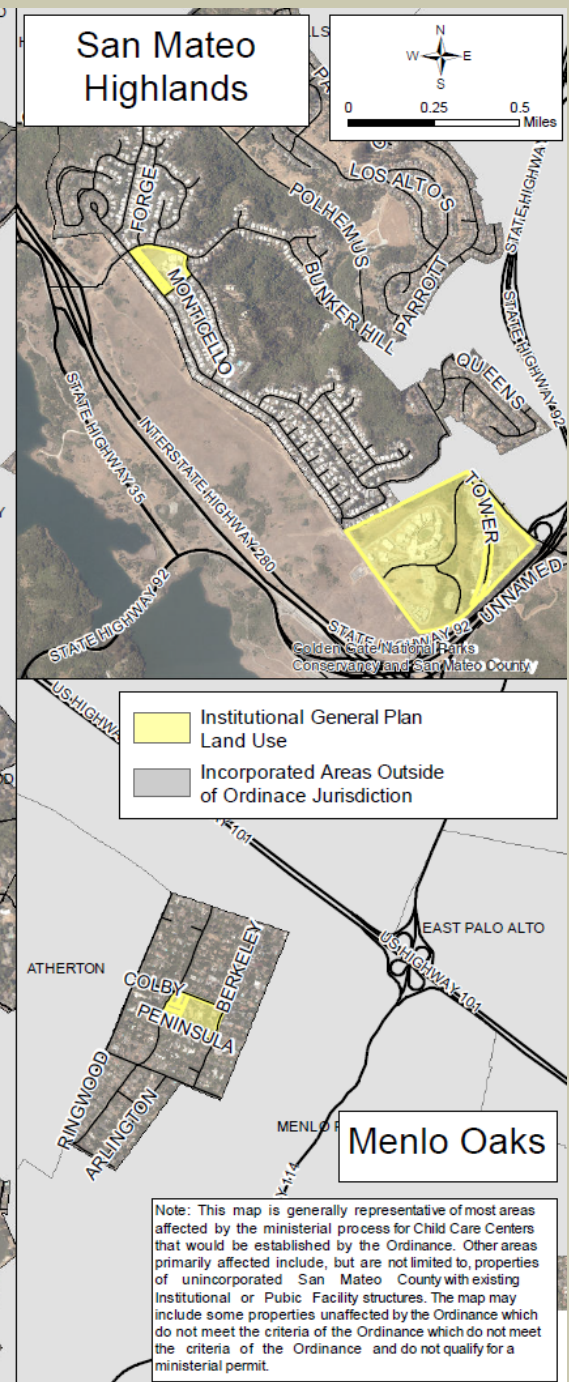 San Mateo
Highlands
N
W E
S
0 0.25 0.5
Miles
LOS ALTOS
POLHEMUS
FORGE
STATE HIGHWAY
MONTICELLO
BUNKER HILL
PARROTT
STATE HIGHWAY 92
QUEENS
STATE HIGHWAY 35
INTERSTATE HIGHWAY 280
TOWER
STATE HIGHWAY 92
STATE HIGHWAY 92
UNNAMED
Golden Gate National Parks
Conservancy and San Mateo County
Institutional General Plan
Land Use
Incorporated Areas Outside
of Ordinace Jurisdiction
101
US HIGHWAY 101
EAST PALO ALTO
ATHERTON
COLBY
BERKELEY
PENINSULA
RINGWOOD
ARLINGTON
MENLO
114
Menlo Oaks
Note: This map is generally representative of most areas
affected by the ministerial process for Child Care Centers
that would be established by the Ordinance. Other areas
primarily affected include, but are not limited to, properties
of unincorporated San Mateo County with existing
Institutional or Pubic Facility structures. The map may
include some properties unaffected by the Ordinance which
do not meet the criteria of the Ordinance which do not meet
the criteria of the Ordinance and do not qualify for a
ministerial permit.